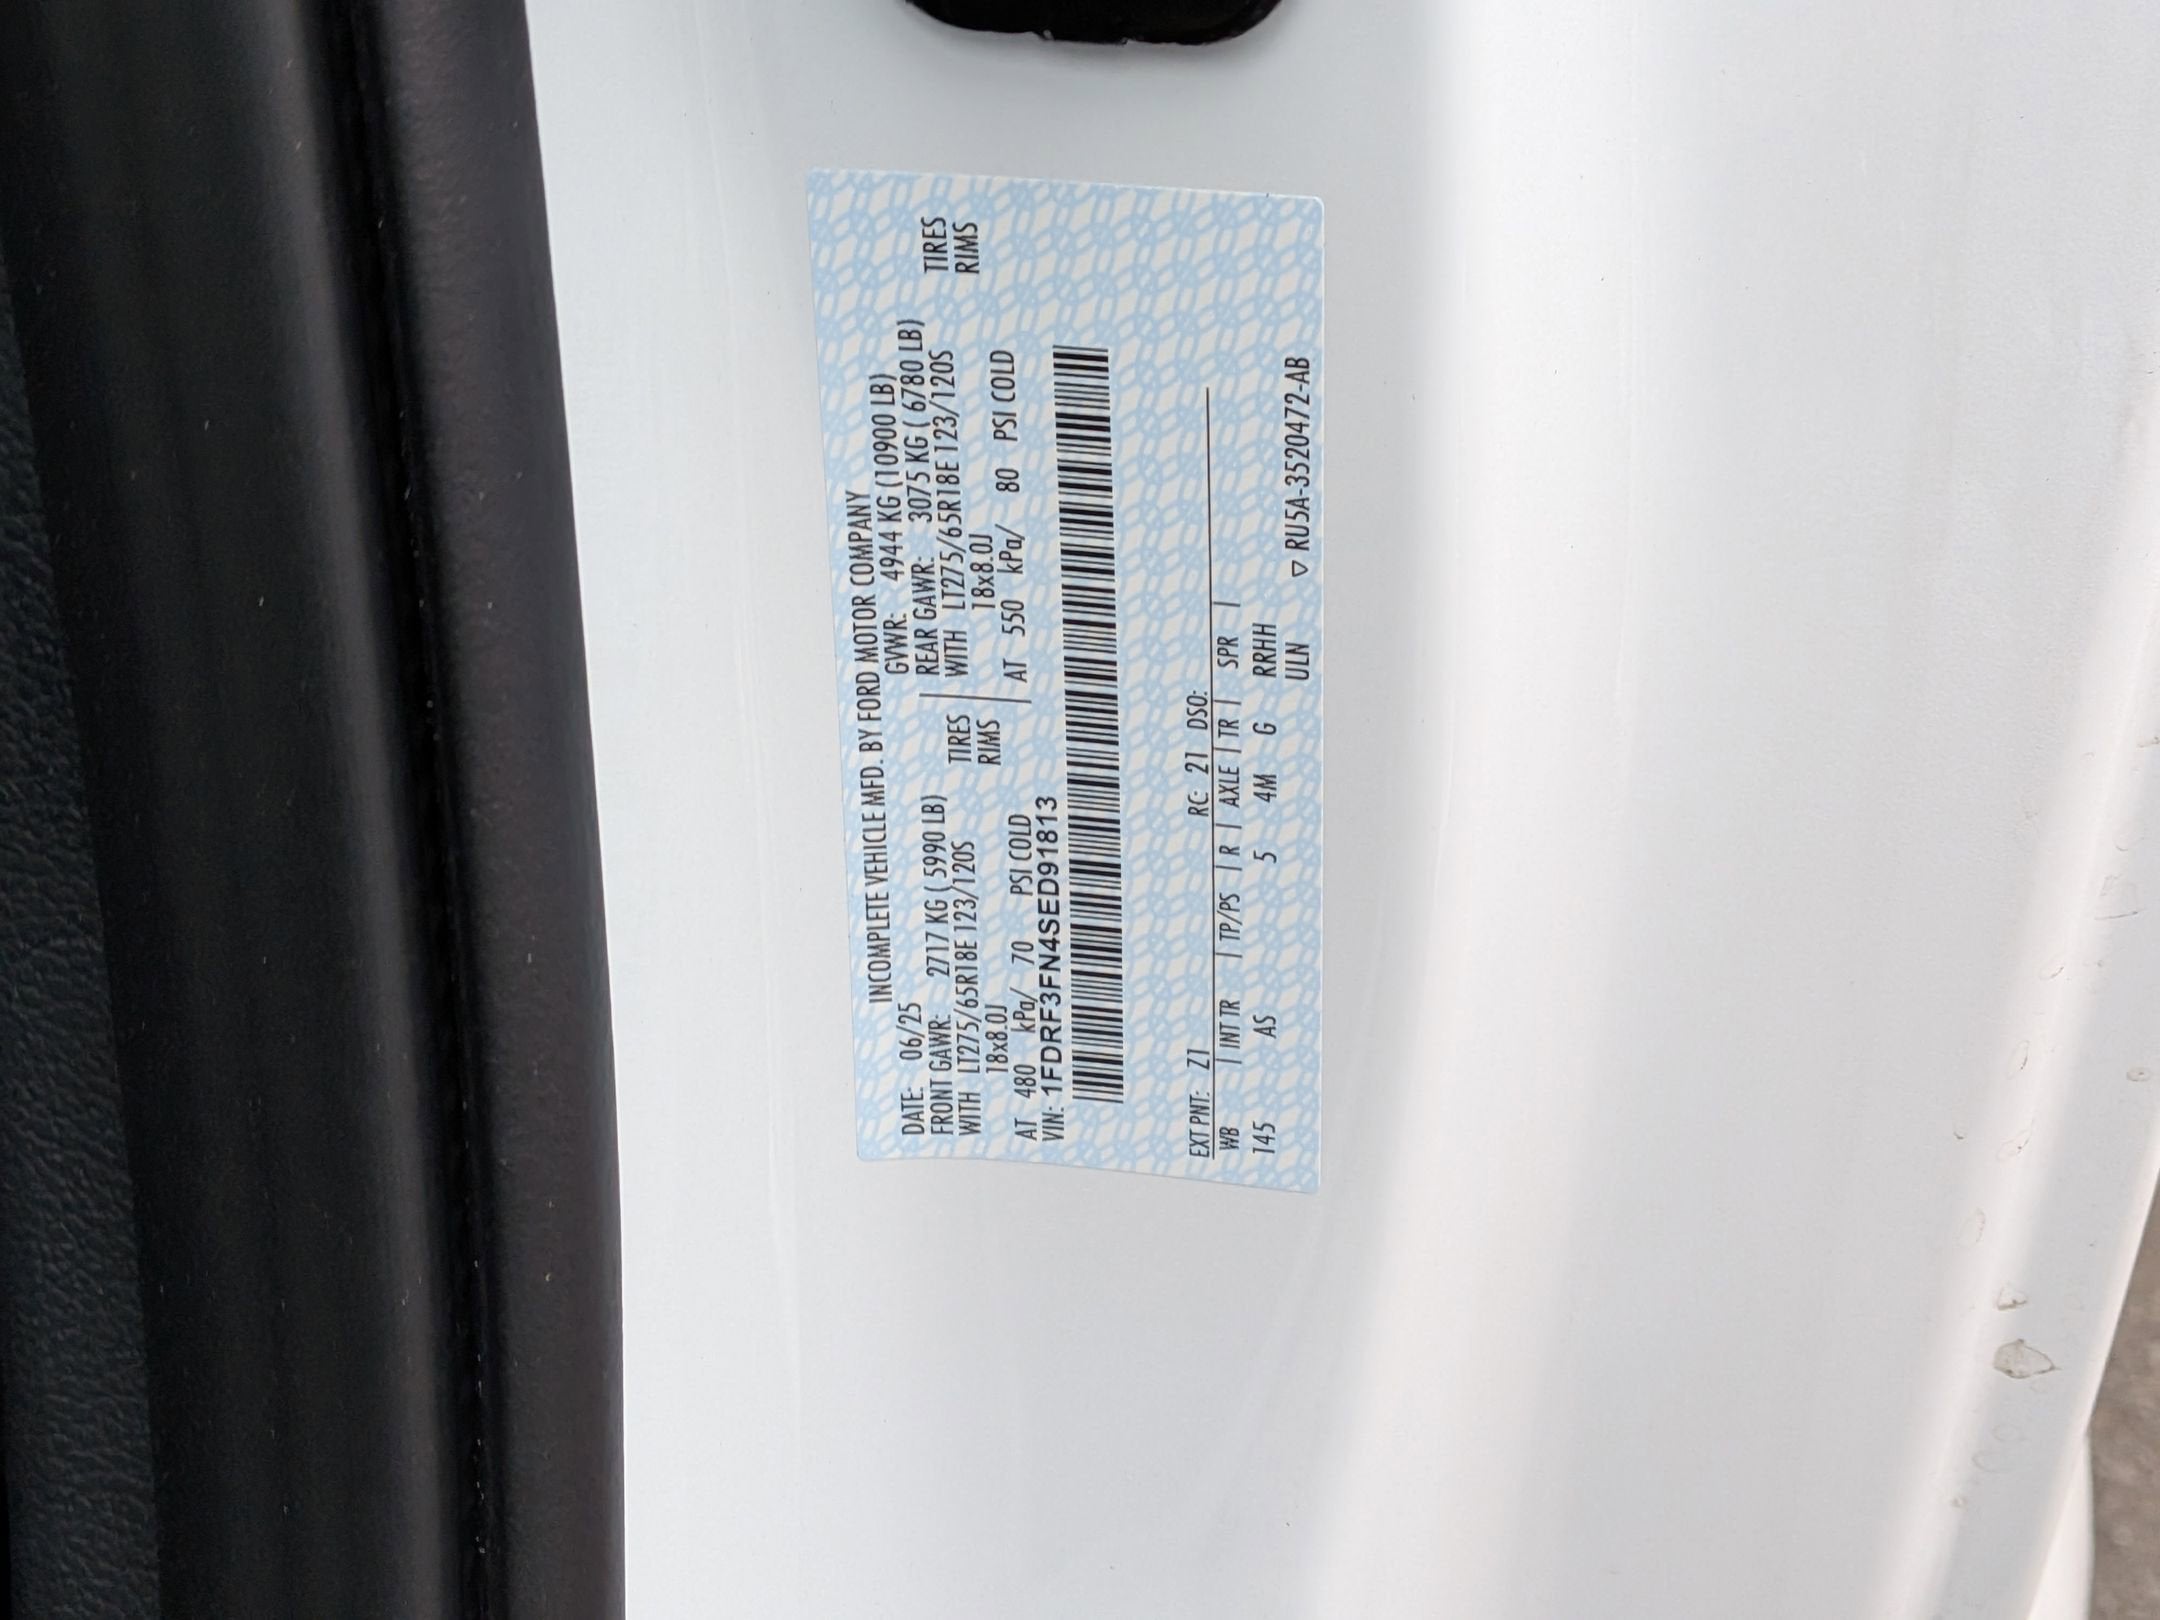 INCOMPLETE VEHICLE MFD. BY FORD MOTOR COMPANY
DATE: 06/25 GVWR: 4944 KG (10900 LB)
FRONT GAWR: 2717 KG ( 5990 LB) REAR GAWR: 3075 KG ( 6780 LB)
WITH LT275/65R18E 123/120S TIRES WITH LT275/65R18E 123/120S TIRES
18x8.0J RIMS 18x8.0J RIMS
AT 480 kPa/ 70 PSI COLD AT 550 kPa/ 80 PSI COLD
VIN: 1FDRF3FN4SED91813
EXT PNT: Z1 RC: 21 DSO:
WB | INT TR | TP/PS | R | AXLE | TR | SPR |
145 AS 5 4M G RRHH
ULN ▽ RU5A-3520472-AB